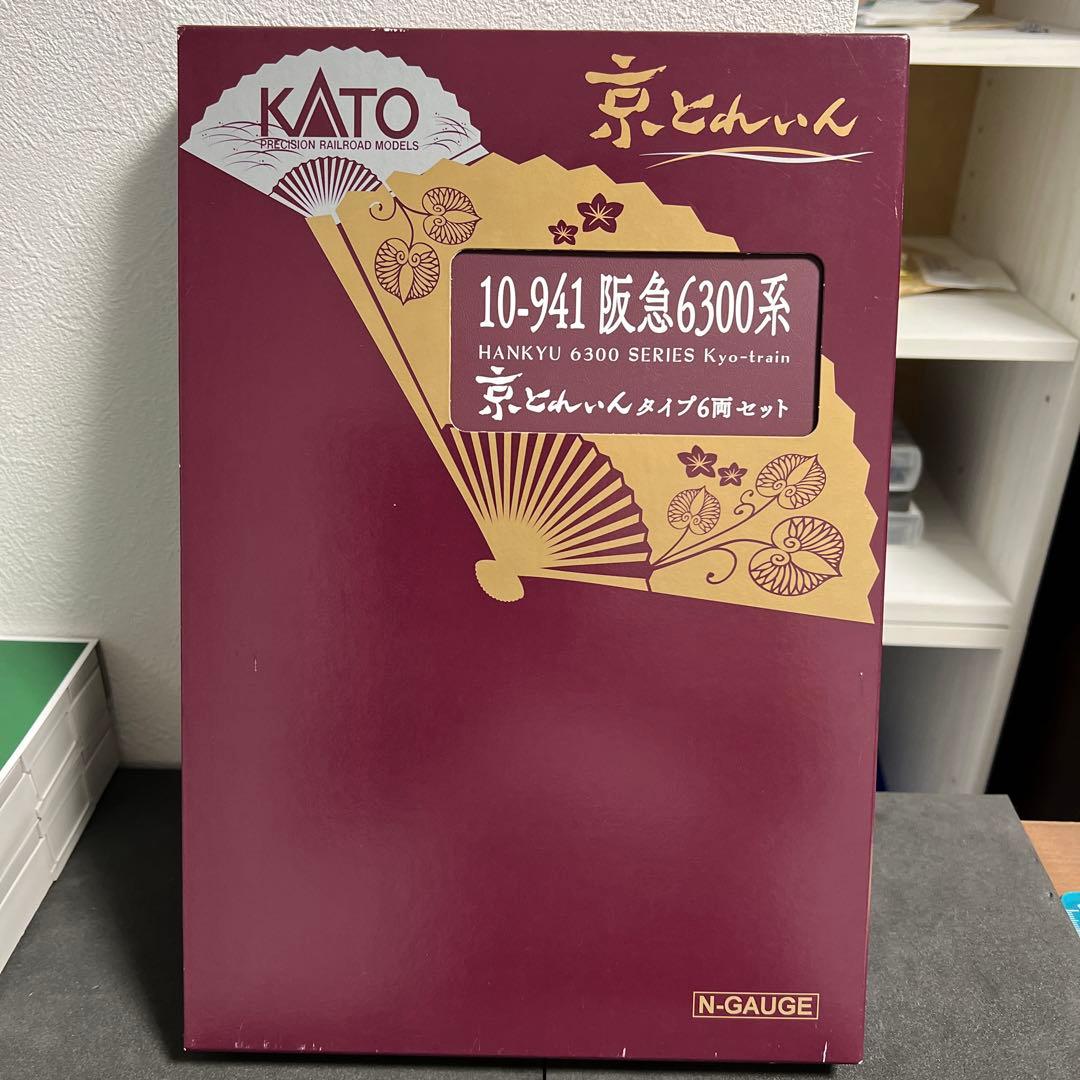 KATO
PRECISION RAILROAD MODELS
京とれいん
10-941 阪急6300系
HANKYU 6300 SERIES Kyo-train
京とれいんタイプ6両セット
N-GAUGE